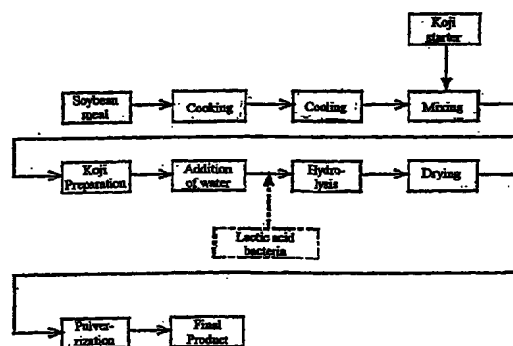 Koji
starter
Soybean
meal
Cooking
Cooling
Mixing
Koji
Preparation
Addition
of water
Hydro-
lysis
Drying
Lactic acid
bacteria
Pulver-
rization
Final
Product